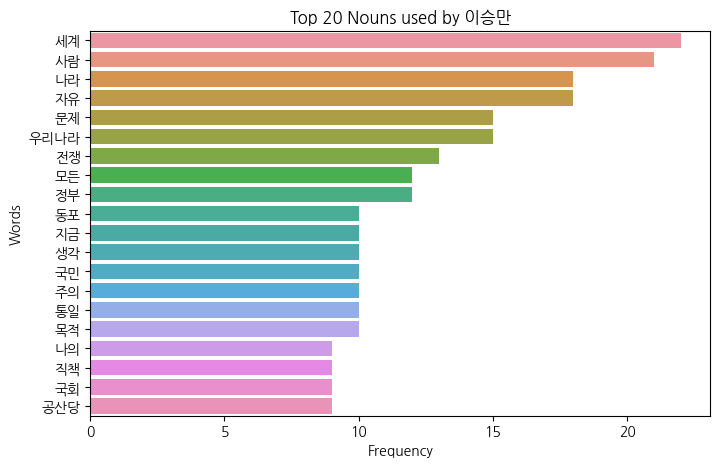 Top 20 Nouns used by 이승만
세계
사람
나라
자유
문제
우리나라
전쟁
모든
정부
동포
지금
생각
국민
주의
통일
목적
나의
직책
국회
공산당
Words
0 5 10 15 20
Frequency